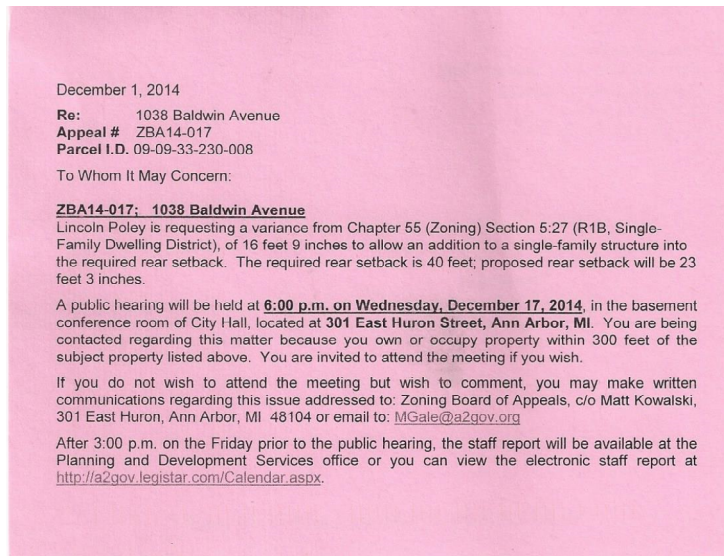 December 1, 2014
Re: 1038 Baldwin Avenue
Appeal # ZBA14-017
Parcel I.D. 09-09-33-230-008
To Whom It May Concern:
ZBA14-017; 1038 Baldwin Avenue
Lincoln Poley is requesting a variance from Chapter 55 (Zoning) Section 5:27 (R1B, Single-
Family Dwelling District), of 16 feet 9 inches to allow an addition to a single-family structure into
the required rear setback. The required rear setback is 40 feet; proposed rear setback will be 23
feet 3 inches.
A public hearing will be held at 6:00 p.m. on Wednesday, December 17, 2014, in the basement
conference room of City Hall, located at 301 East Huron Street, Ann Arbor, MI. You are being
contacted regarding this matter because you own or occupy property within 300 feet of the
subject property listed above. You are invited to attend the meeting if you wish.
If you do not wish to attend the meeting but wish to comment, you may make written
communications regarding this issue addressed to: Zoning Board of Appeals, c/o Matt Kowalski,
301 East Huron, Ann Arbor, MI 48104 or email to: MGale@a2gov.org
After 3:00 p.m. on the Friday prior to the public hearing, the staff report will be available at the
Planning and Development Services office or you can view the electronic staff report at
http://a2gov.legistar.com/Calendar.aspx.